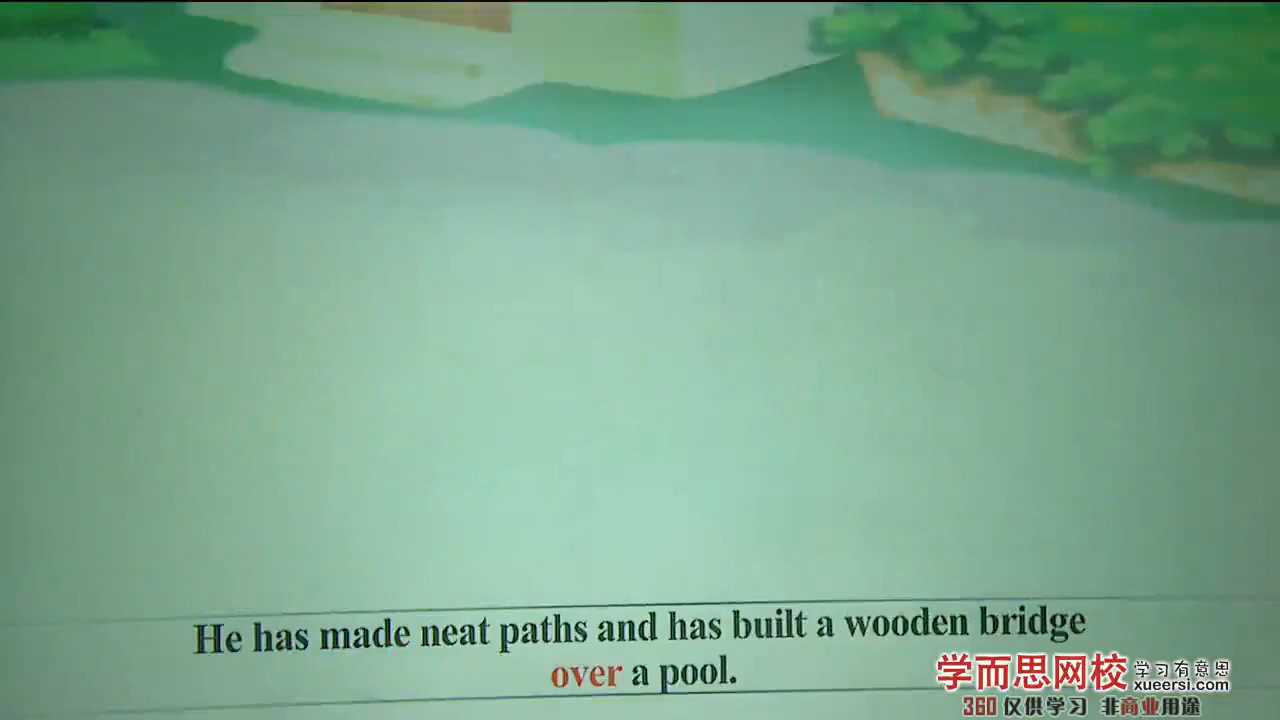 He has made neat paths and has built a wooden bridge
over a pool.
学而思网校 学习有意思
xueersi.com
360 仅供学习 非商业用途